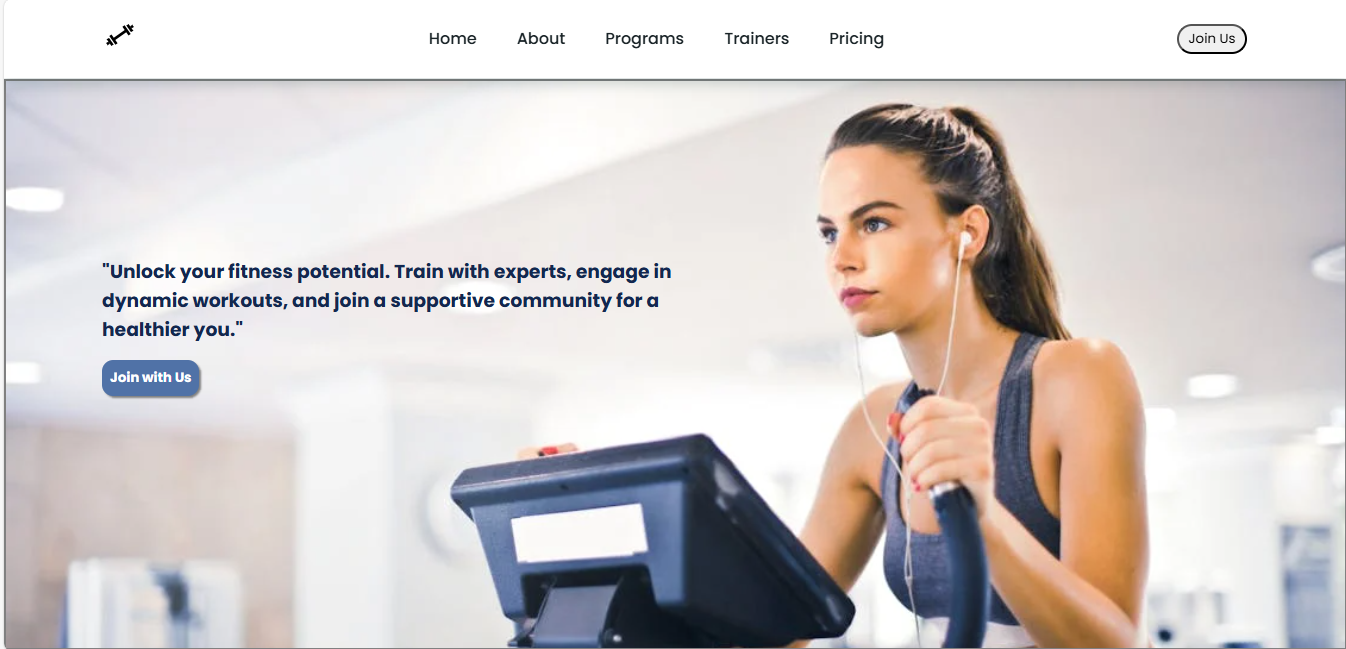 Home About Programs Trainers Pricing Join Us
"Unlock your fitness potential. Train with experts, engage in
dynamic workouts, and join a supportive community for a
healthier you."
Join with Us